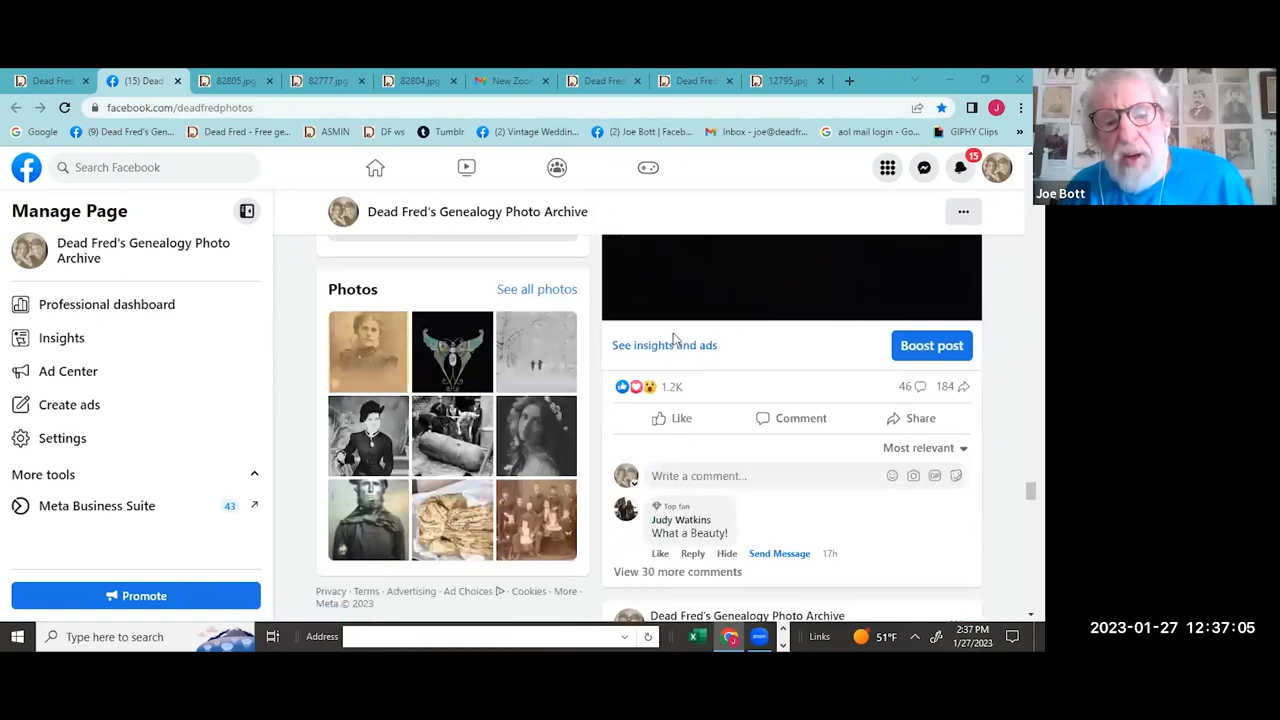 Dead Fred
(15) Dead
82805.jpg
82777.jpg
82804.jpg
New Zoom
Dead Fred
Dead Fred
12795.jpg
facebook.com/deadfredphotos
Google
(9) Dead Fred's Gen...
Dead Fred - Free ge...
ASMIN
DF ws
Tumblr
(2) Vintage Weddin...
(2) Joe Bott | Faceb...
Inbox - joe@deadfr...
aol mail login - Go...
GIPHY Clips
»
Search Facebook
15
Manage Page
Dead Fred's Genealogy Photo
Archive
Professional dashboard
Insights
Ad Center
Create ads
Settings
More tools
Meta Business Suite
43
Promote
Dead Fred's Genealogy Photo Archive
Photos
See all photos
Privacy · Terms · Advertising · Ad Choices · Cookies · More ·
Meta © 2023
See insights and ads
Boost post
1.2K
46
184
Like
Comment
Share
Most relevant
Write a comment...
Top fan
Judy Watkins
What a Beauty!
Like Reply Hide Send Message 17h
View 30 more comments
Dead Fred's Genealogy Photo Archive
Joe Bott
Type here to search
Address
Links
51°F
2:37 PM
1/27/2023
2023-01-27 12:37:05